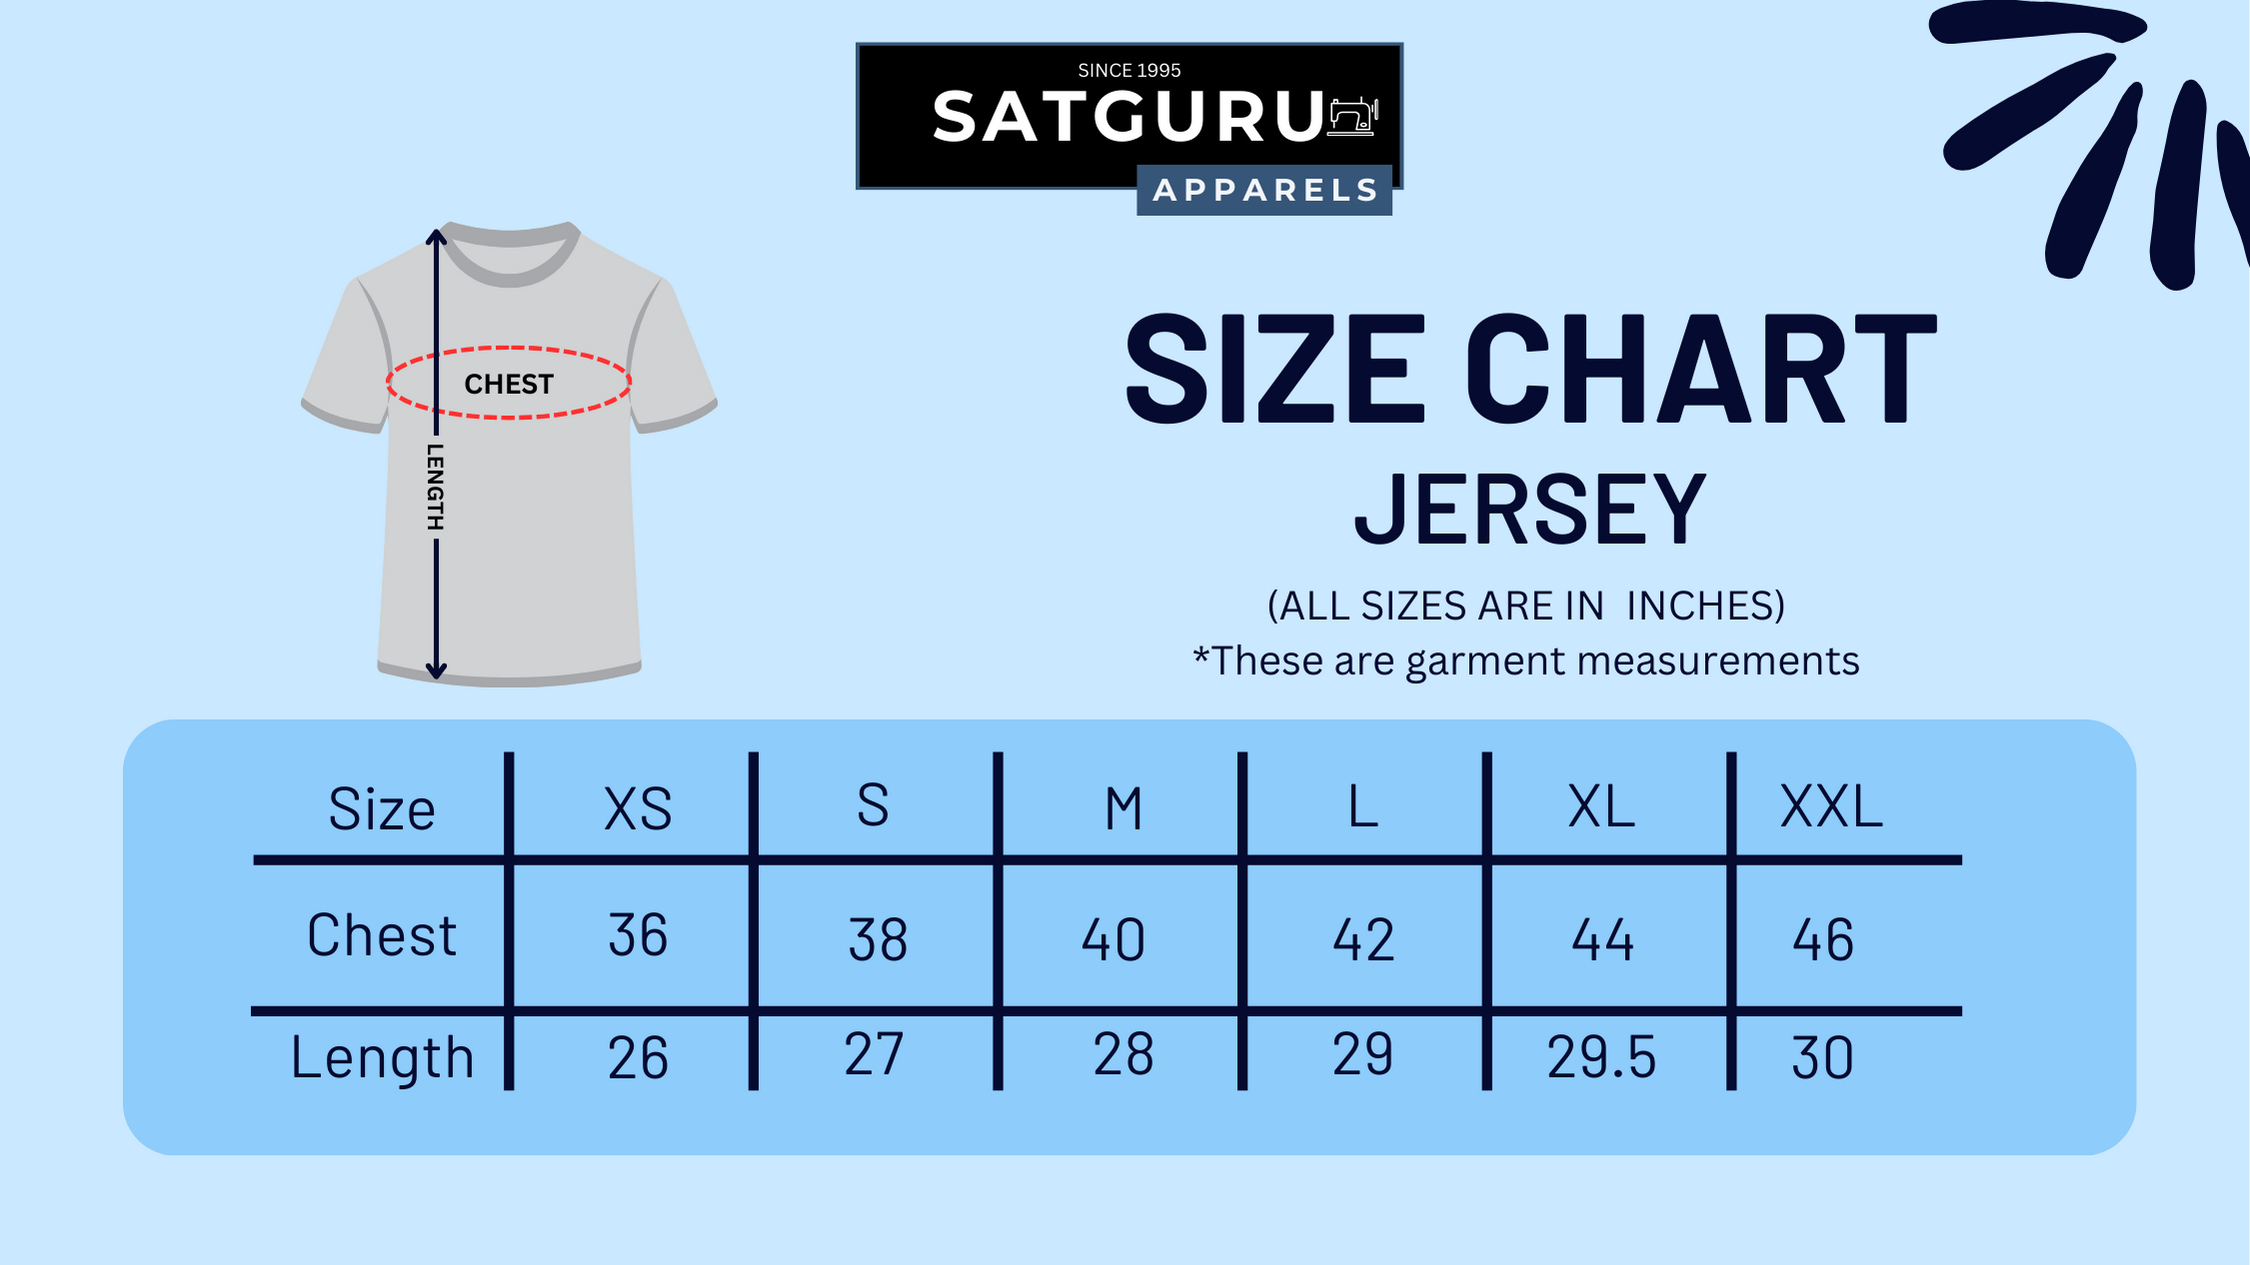 SINCE 1995
SATGURU
APPARELS
CHEST
LENGTH
SIZE CHART
JERSEY
(ALL SIZES ARE IN INCHES)
*These are garment measurements
Size XS S M L XL XXL
Chest 36 38 40 42 44 46
Length 26 27 28 29 29.5 30